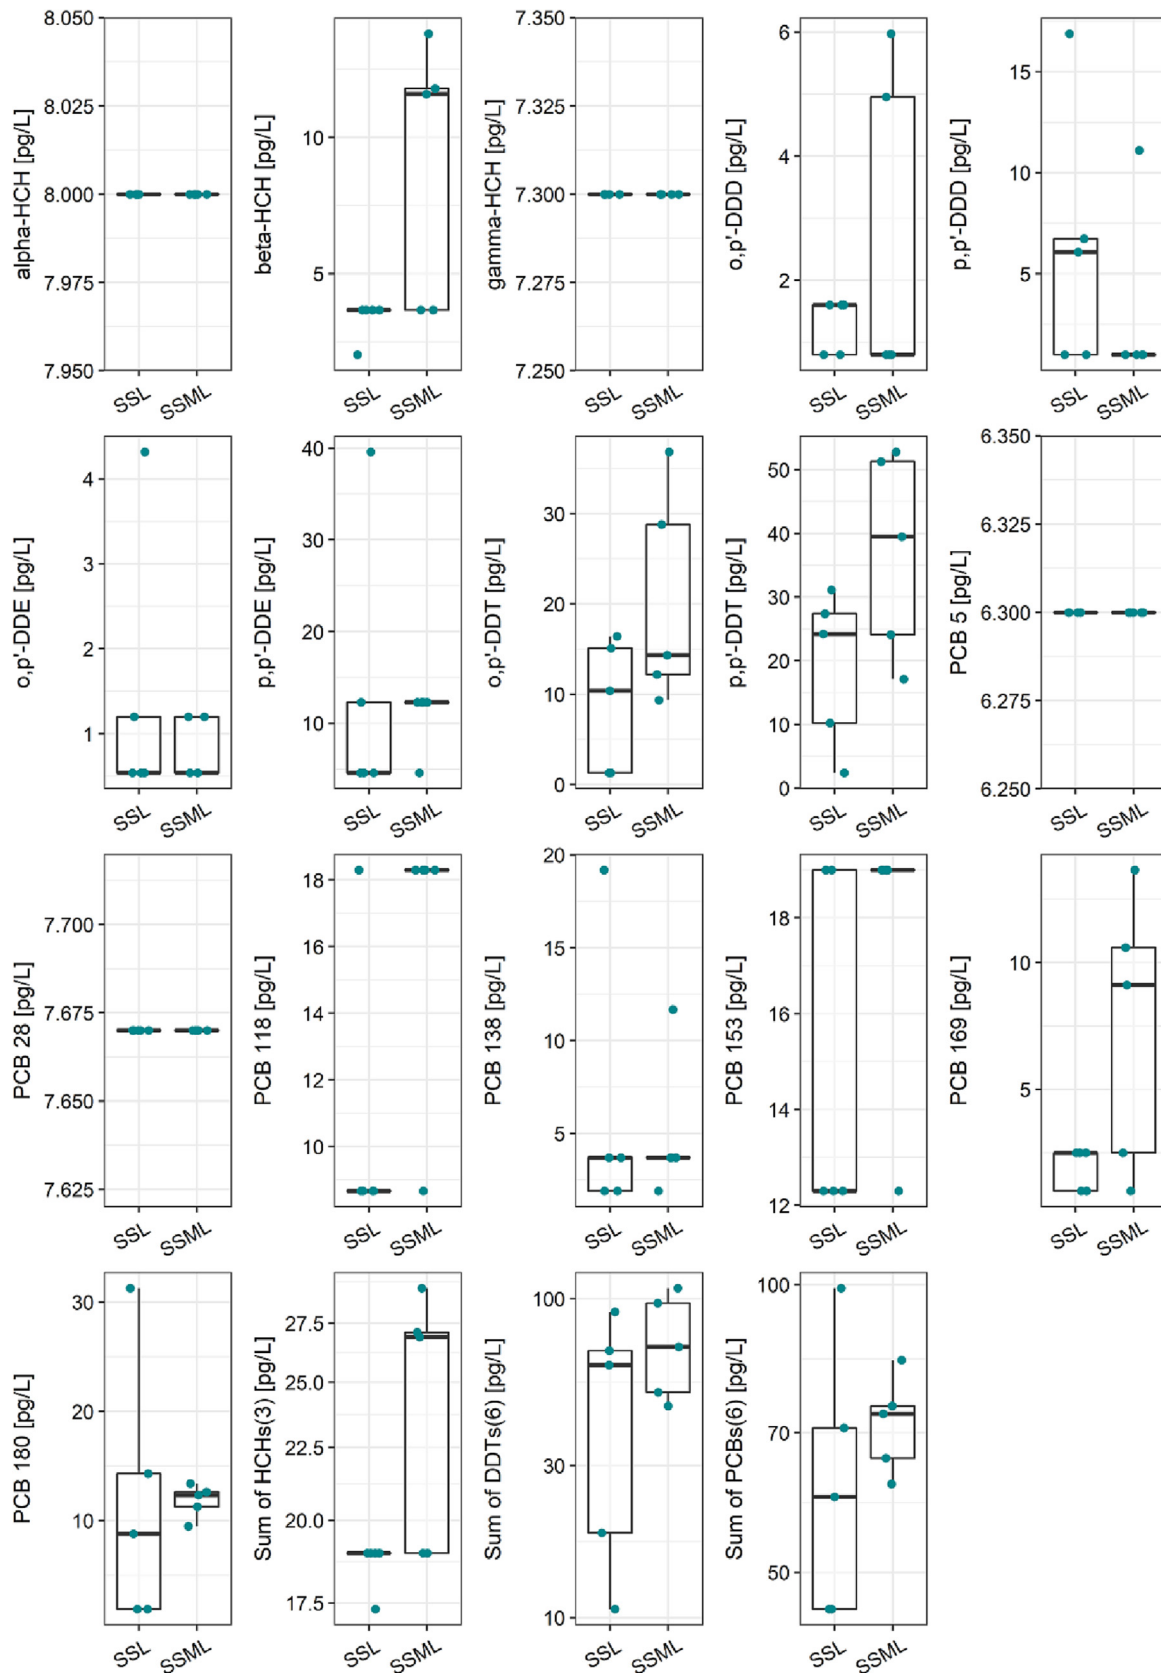 alpha-HCH [pg/L]
8.050
8.025
8.000
7.975
7.950
SSL
SSML
beta-HCH [pg/L]
10
5
SSL
SSML
gamma-HCH [pg/L]
7.350
7.325
7.300
7.275
7.250
SSL
SSML
o,p'-DDD [pg/L]
6
4
2
SSL
SSML
p,p'-DDD [pg/L]
15
10
5
SSL
SSML
o,p'-DDE [pg/L]
4
3
2
1
SSL
SSML
p,p'-DDE [pg/L]
40
30
20
10
SSL
SSML
o,p'-DDT [pg/L]
30
20
10
0
SSL
SSML
p,p'-DDT [pg/L]
50
40
30
20
10
0
SSL
SSML
PCB 5 [pg/L]
6.350
6.325
6.300
6.275
6.250
SSL
SSML
PCB 28 [pg/L]
7.700
7.675
7.650
7.625
SSL
SSML
PCB 118 [pg/L]
18
16
14
12
10
SSL
SSML
PCB 138 [pg/L]
20
15
10
5
SSL
SSML
PCB 153 [pg/L]
18
16
14
12
SSL
SSML
PCB 169 [pg/L]
10
5
SSL
SSML
PCB 180 [pg/L]
30
20
10
SSL
SSML
Sum of HCHs(3) [pg/L]
27.5
25.0
22.5
20.0
17.5
SSL
SSML
Sum of DDTs(6) [pg/L]
100
30
10
SSL
SSML
Sum of PCBs(6) [pg/L]
100
70
50
SSL
SSML